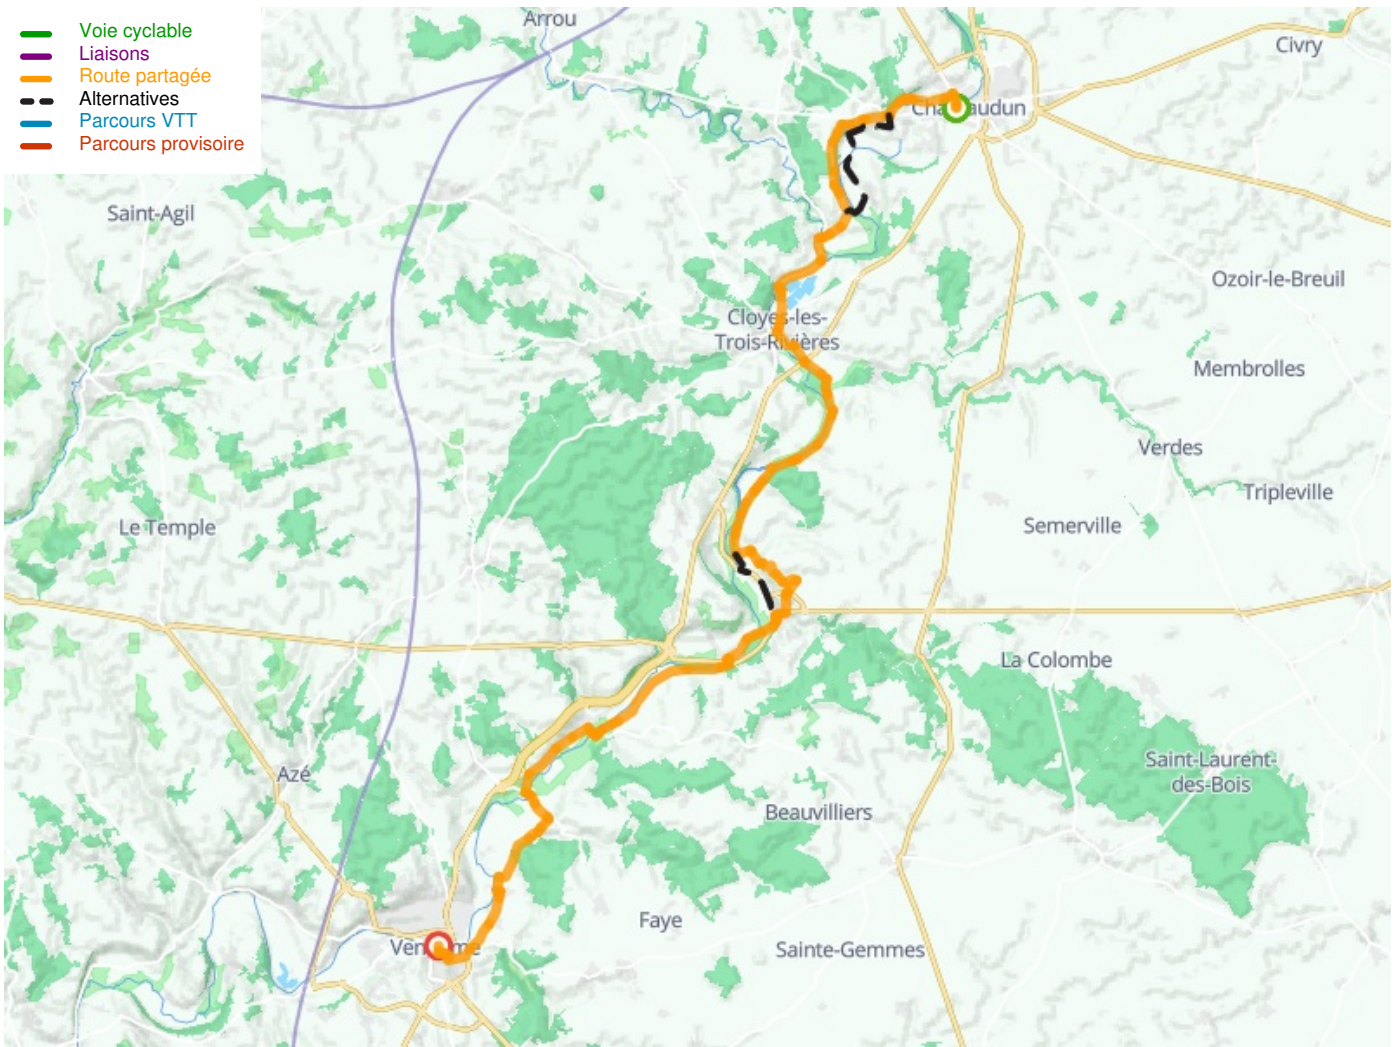 Voie cyclable
Liaisons
Route partagée
Alternatives
Parcours VTT
Parcours provisoire
Arrou
Civry
Saint-Agil
Ozoir-le-Breuil
Cloyes-les-
Trois-Rivières
Membrolles
Verdes
Tripleville
Le Temple
Semerville
La Colombe
Saint-Laurent-
des-Bois
Azé
Beauvilliers
Faye
Sainte-Gemmes